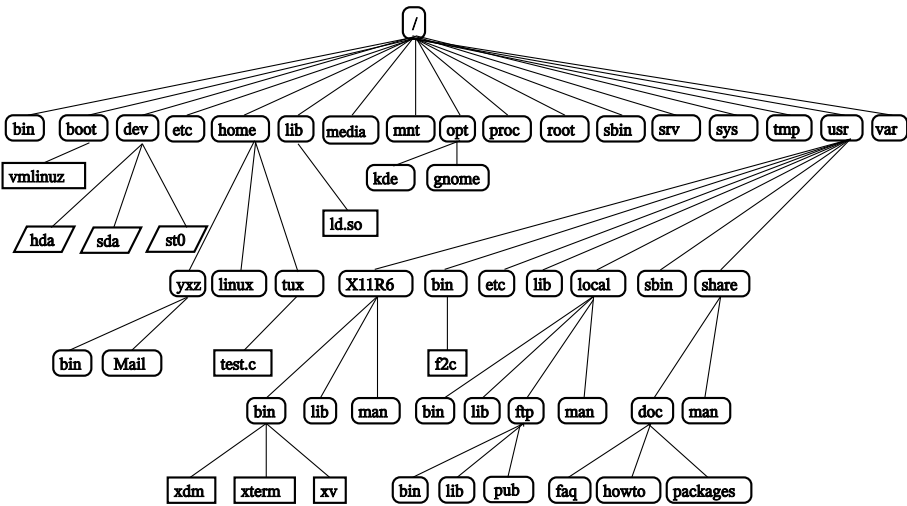 /
bin boot dev etc home lib media mnt opt proc root sbin srv sys tmp usr var
vmlinuz kde gnome
hda sda st0 ld.so
yxz linux tux X11R6 bin etc lib local sbin share
bin Mail test.c f2c
bin lib man bin lib ftp man doc man
xdm xterm xv bin lib pub faq howto packages